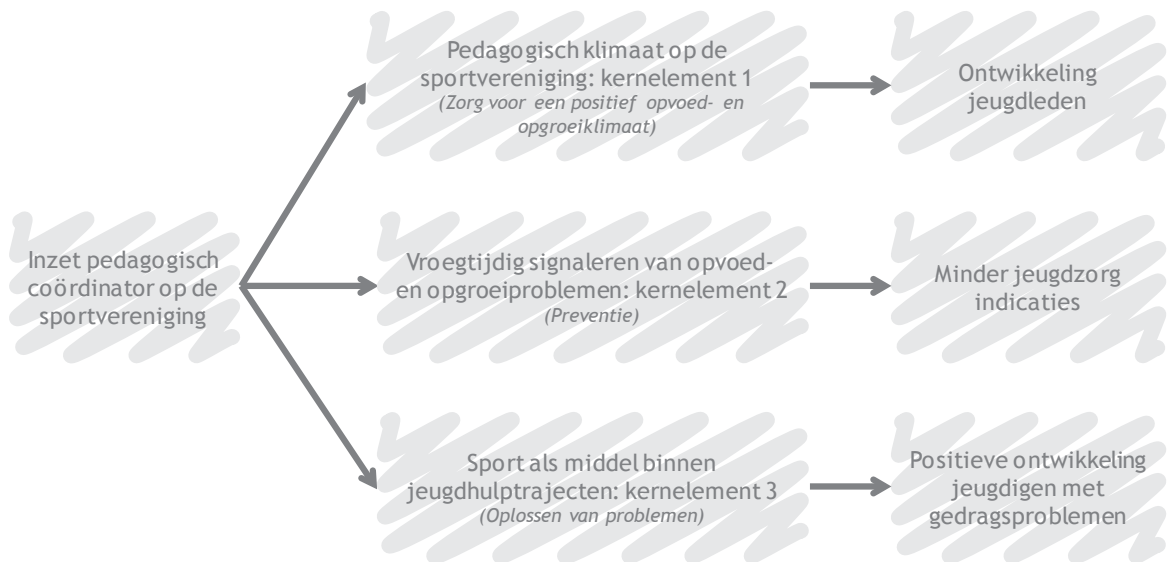 Inzet pedagogisch
coördinator op de
sportvereniging
Pedagogisch klimaat op de
sportvereniging: kernelement 1
(Zorg voor een positief opvoed- en
opgroeiklimaat)
Ontwikkeling
jeugdleden
Vroegtijdig signaleren van opvoed-
en opgroeiproblemen: kernelement 2
(Preventie)
Minder jeugdzorg
indicaties
Sport als middel binnen
jeugdhulptrajecten: kernelement 3
(Oplossen van problemen)
Positieve ontwikkeling
jeugdigen met
gedragsproblemen